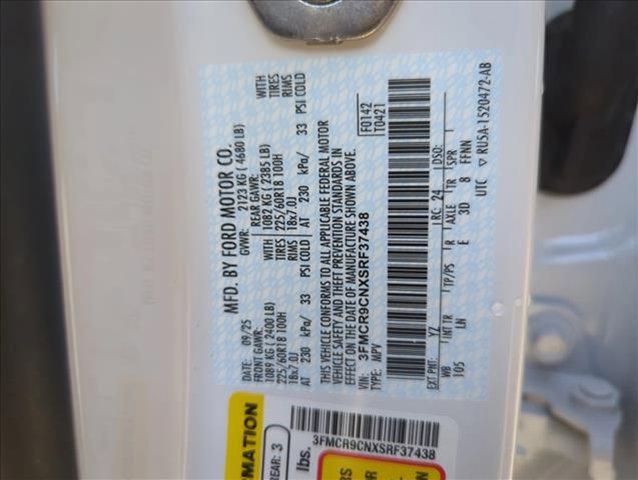 MFD. BY FORD MOTOR CO.
DATE: 09/25 GVWR: 2123 KG (4680 LB)
FRONT GAWR: REAR GAWR:
1089 KG (2400 LB) WITH 1082 KG (2385 LB) WITH
225/60R18 100H TIRES 225/60R18 100H TIRES
18x7.0J RIMS 18x7.0J RIMS
AT 230 kPa/ 33 PSI COLD AT 230 kPa/ 33 PSI COLD
THIS VEHICLE CONFORMS TO ALL APPLICABLE FEDERAL MOTOR
VEHICLE SAFETY AND THEFT PREVENTION STANDARDS IN
EFFECT ON THE DATE OF MANUFACTURE SHOWN ABOVE.
VIN: 3FMCR9CNXSRF37438 F0142
TYPE: MPV T0421
EXT PNT: YZ RC: 24 DSO:
WB INT TR TP/PS R AXLE TR SPR
105 LN E 3D 8 FFNN
UTC ▽ RU5A-1520472-AB
RMATION
REAR: 3
lbs.
3FMCR9CNXSRF37438
OR